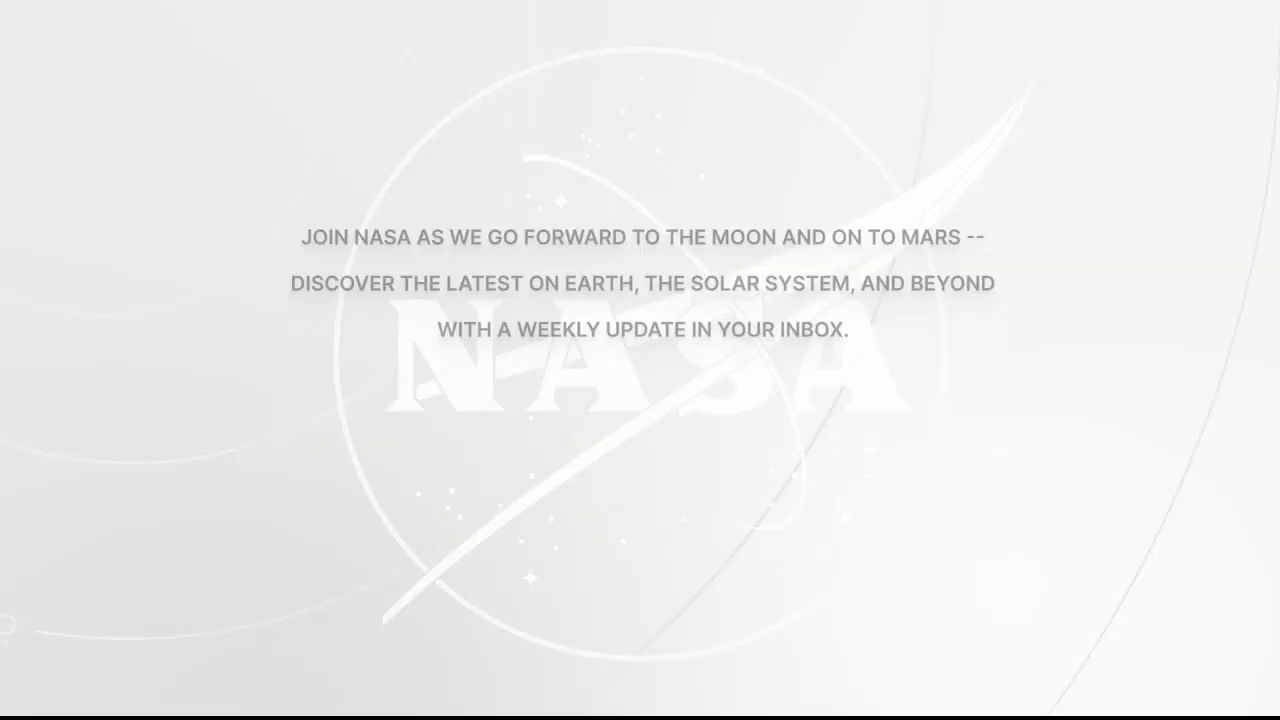 JOIN NASA AS WE GO FORWARD TO THE MOON AND ON TO MARS --
DISCOVER THE LATEST ON EARTH, THE SOLAR SYSTEM, AND BEYOND
WITH A WEEKLY UPDATE IN YOUR INBOX.
NASA